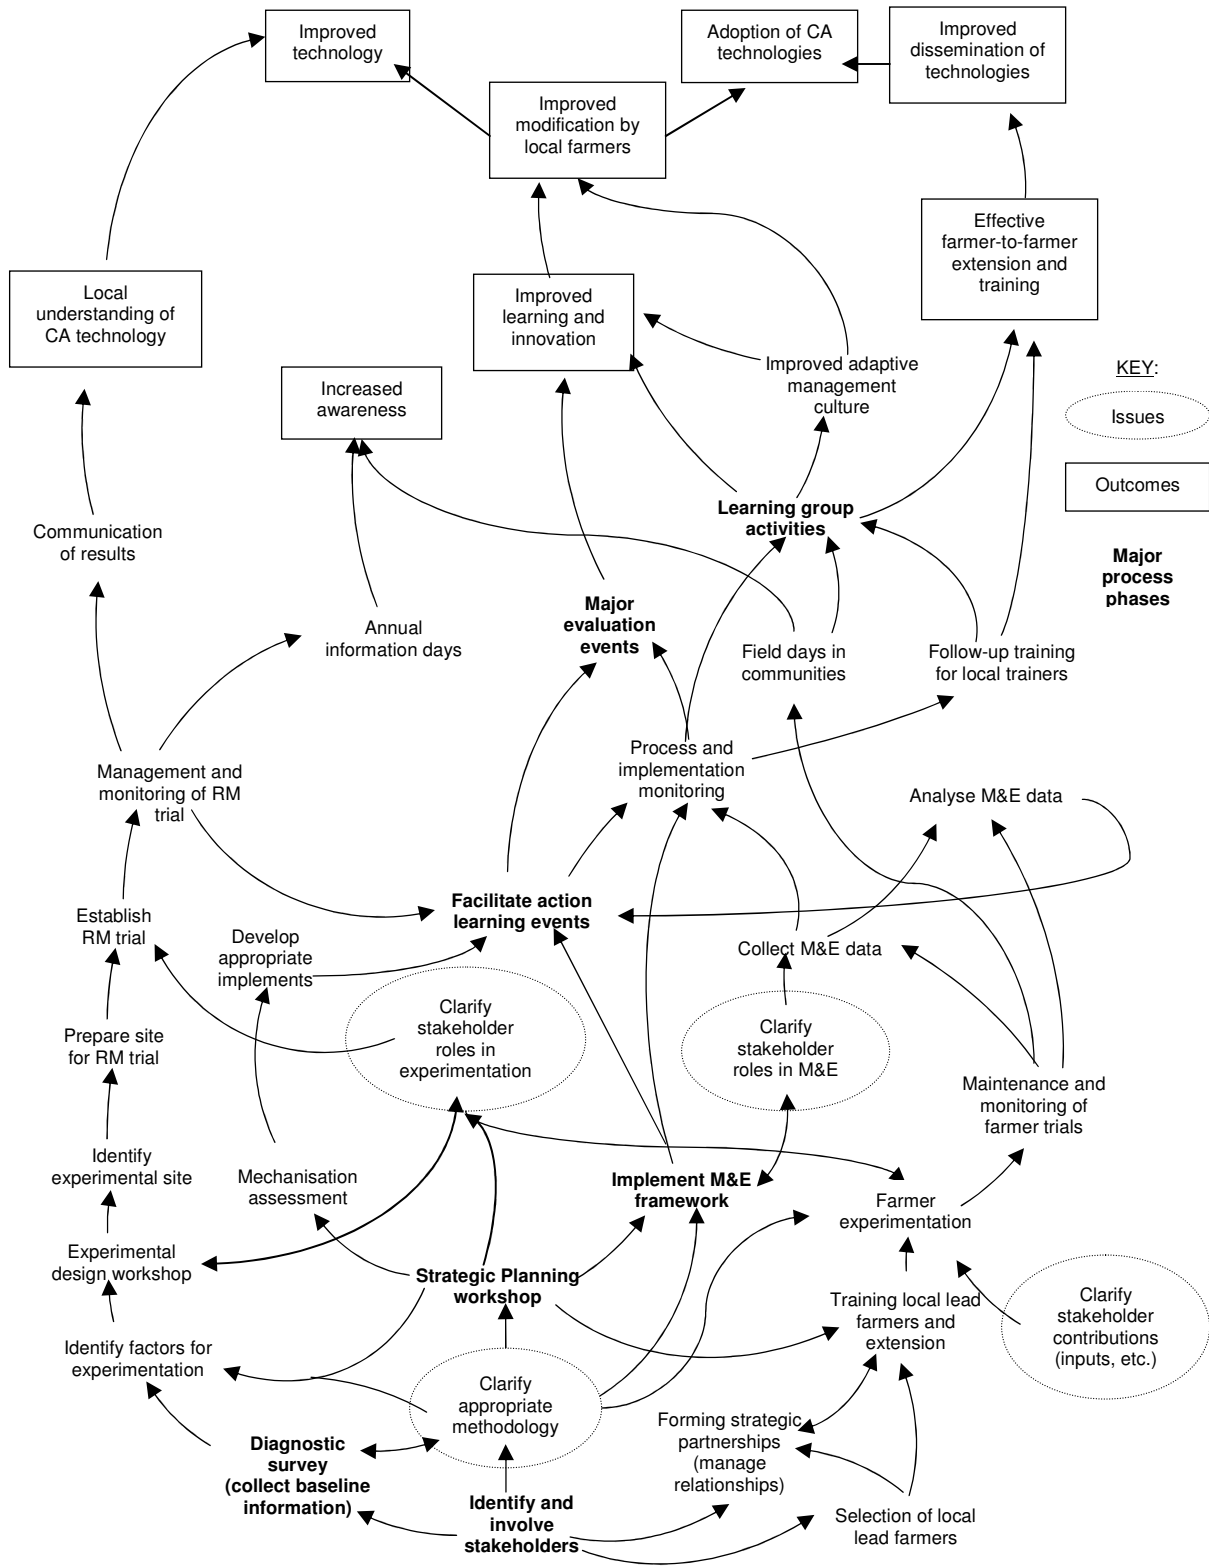 Improved
technology
Adoption of CA
technologies
Improved
dissemination of
technologies
Improved
modification by
local farmers
Effective
farmer-to-farmer
extension and
training
Local
understanding of
CA technology
Improved
learning and
innovation
Improved adaptive
management
culture
Increased
awareness
KEY:
Issues
Outcomes
Major
process
phases
Learning group
activities
Communication
of results
Major
evaluation
events
Annual
information days
Field days in
communities
Follow-up training
for local trainers
Process and
implementation
monitoring
Management and
monitoring of RM
trial
Analyse M&E data
Facilitate action
learning events
Establish
RM trial
Develop
appropriate
implements
Collect M&E data
Clarify
stakeholder
roles in
experimentation
Clarify
stakeholder
roles in M&E
Prepare site
for RM trial
Maintenance and
monitoring of
farmer trials
Identify
experimental site
Mechanisation
assessment
Implement M&E
framework
Farmer
experimentation
Experimental
design workshop
Strategic Planning
workshop
Training local lead
farmers and
extension
Clarify
stakeholder
contributions
(inputs, etc.)
Identify factors for
experimentation
Clarify
appropriate
methodology
Forming strategic
partnerships
(manage
relationships)
Diagnostic
survey
(collect baseline
information)
Identify and
involve
stakeholders
Selection of local
lead farmers